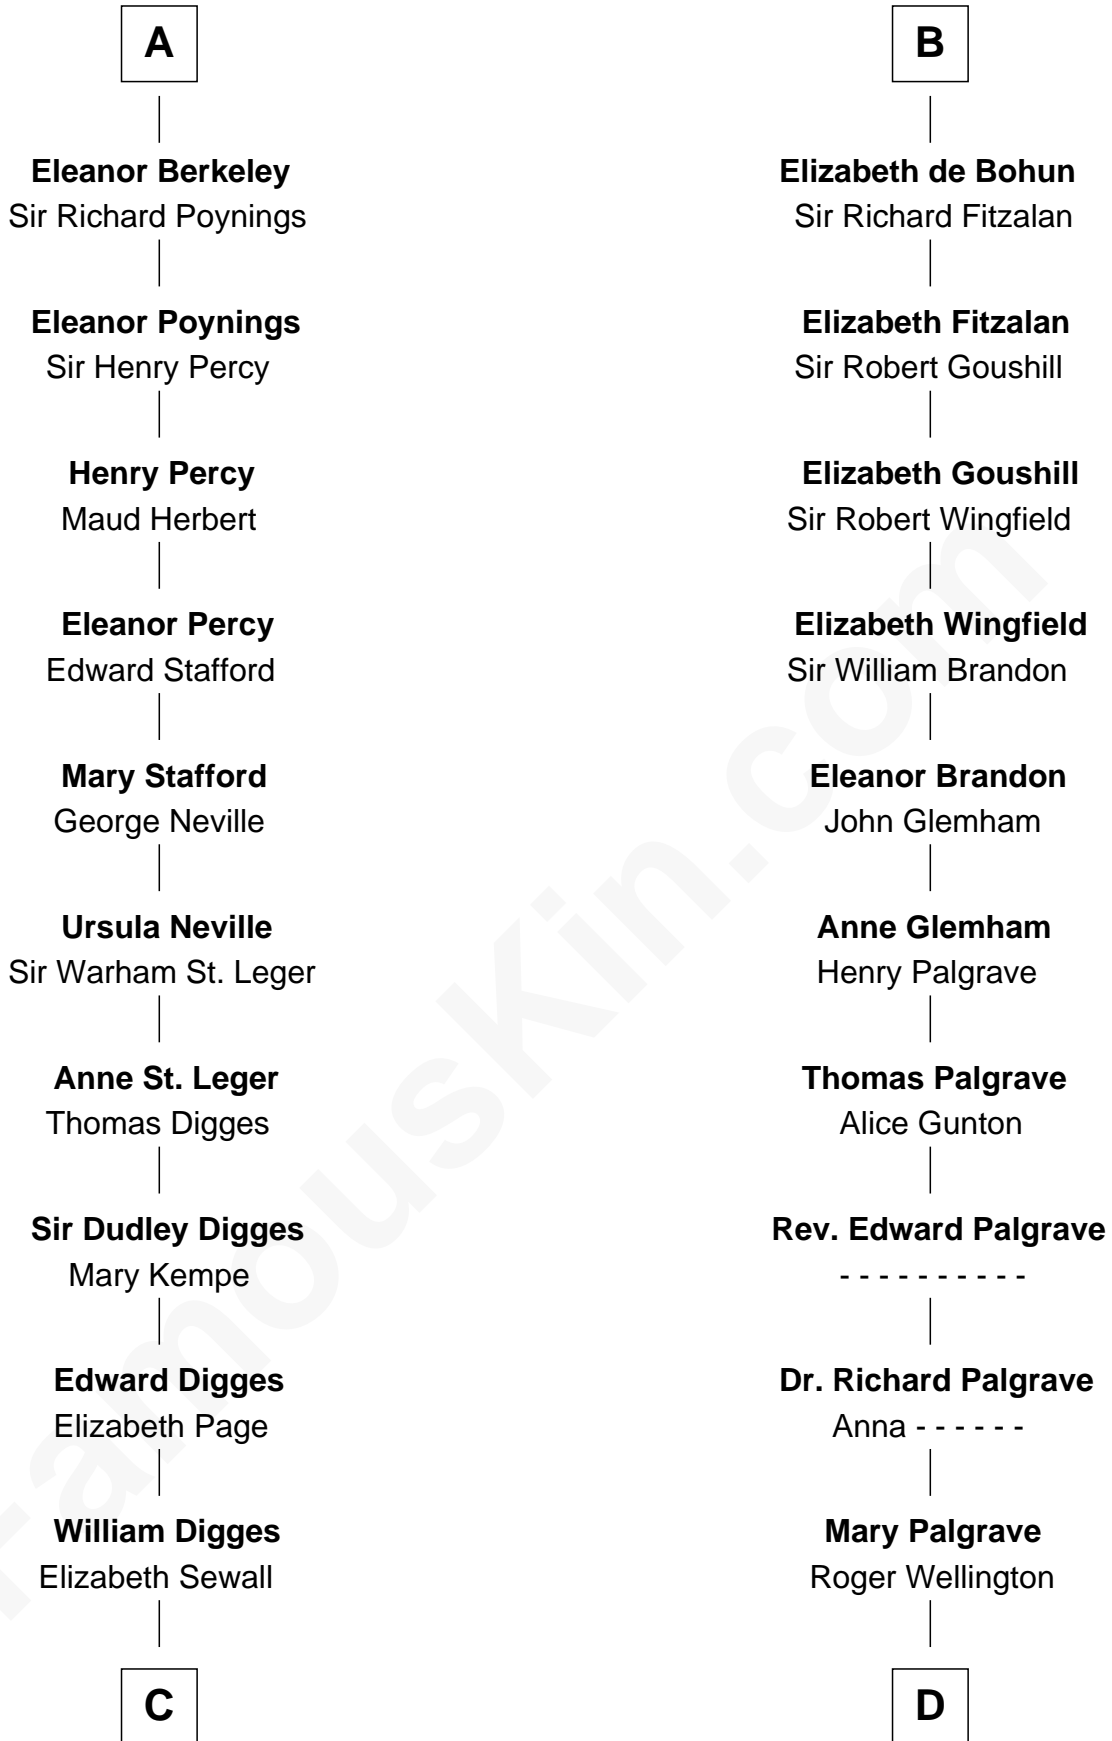 A
Eleanor Berkeley
Sir Richard Poynings
Eleanor Poynings
Sir Henry Percy
Henry Percy
Maud Herbert
Eleanor Percy
Edward Stafford
Mary Stafford
George Neville
Ursula Neville
Sir Warham St. Leger
Anne St. Leger
Thomas Digges
Sir Dudley Digges
Mary Kempe
Edward Digges
Elizabeth Page
William Digges
Elizabeth Sewall
C
B
Elizabeth de Bohun
Sir Richard Fitzalan
Elizabeth Fitzalan
Sir Robert Goushill
Elizabeth Goushill
Sir Robert Wingfield
Elizabeth Wingfield
Sir William Brandon
Eleanor Brandon
John Glemham
Anne Glemham
Henry Palgrave
Thomas Palgrave
Alice Gunton
Rev. Edward Palgrave
- - - - - - - - - -
Dr. Richard Palgrave
Anna - - - - - -
Mary Palgrave
Roger Wellington
D
FamousKin.com